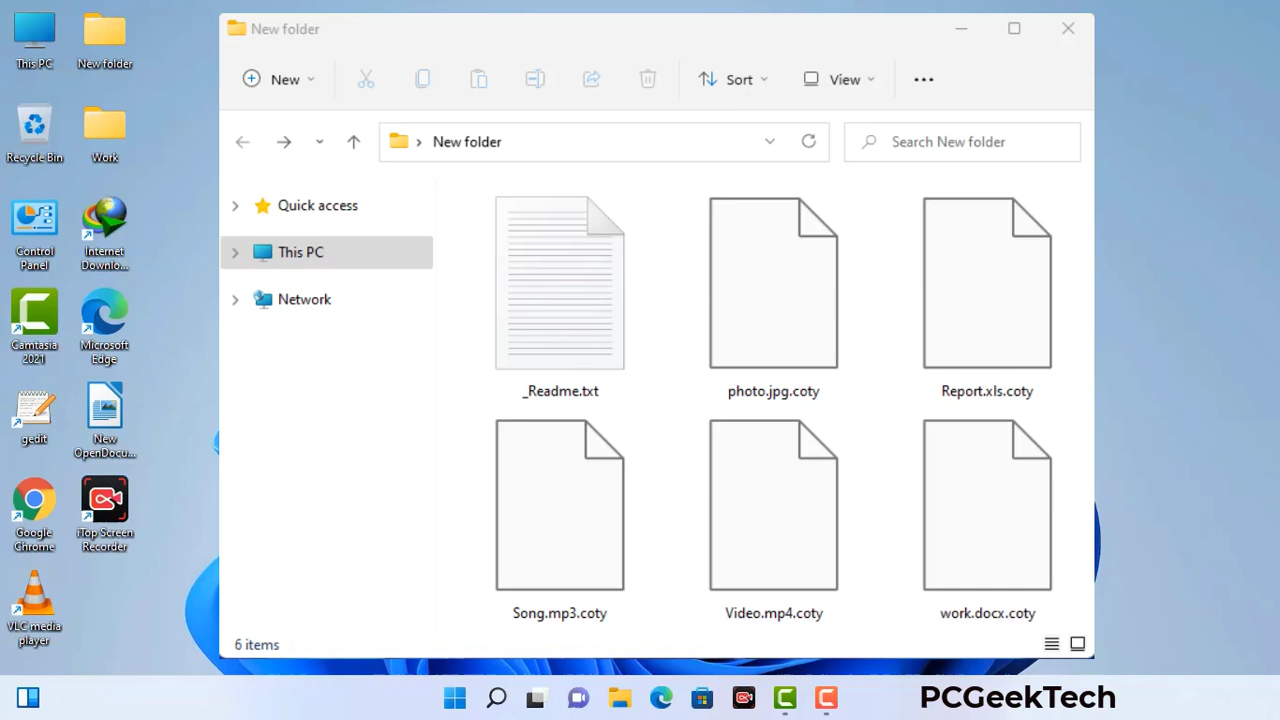 This PC
New folder
Recycle Bin
Work
Control
Panel
Internet
Downlo...
Camtasia
2021
Microsoft
Edge
gedit
New
OpenDocu...
Google
Chrome
iTop Screen
Recorder
VLC media
player
New folder
New
Sort
View
New folder
Search New folder
Quick access
This PC
Network
_Readme.txt
photo.jpg.coty
Report.xls.coty
Song.mp3.coty
Video.mp4.coty
work.docx.coty
6 items
PCGeekTech